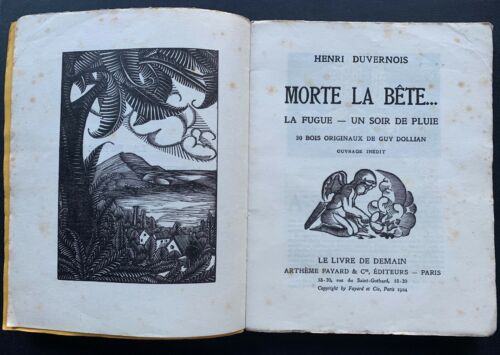 HENRI DUVERNOIS
MORTE LA BÊTE...
LA FUGUE — UN SOIR DE PLUIE
30 BOIS ORIGINAUX DE GUY DOLLIAN
OUVRAGE INÉDIT
LE LIVRE DE DEMAIN
ARTHÈME FAYARD & Cie, ÉDITEURS — PARIS
18-20, rue du Saint-Gothard, 18-20
Copyright by Fayard et Cie, Paris 1924